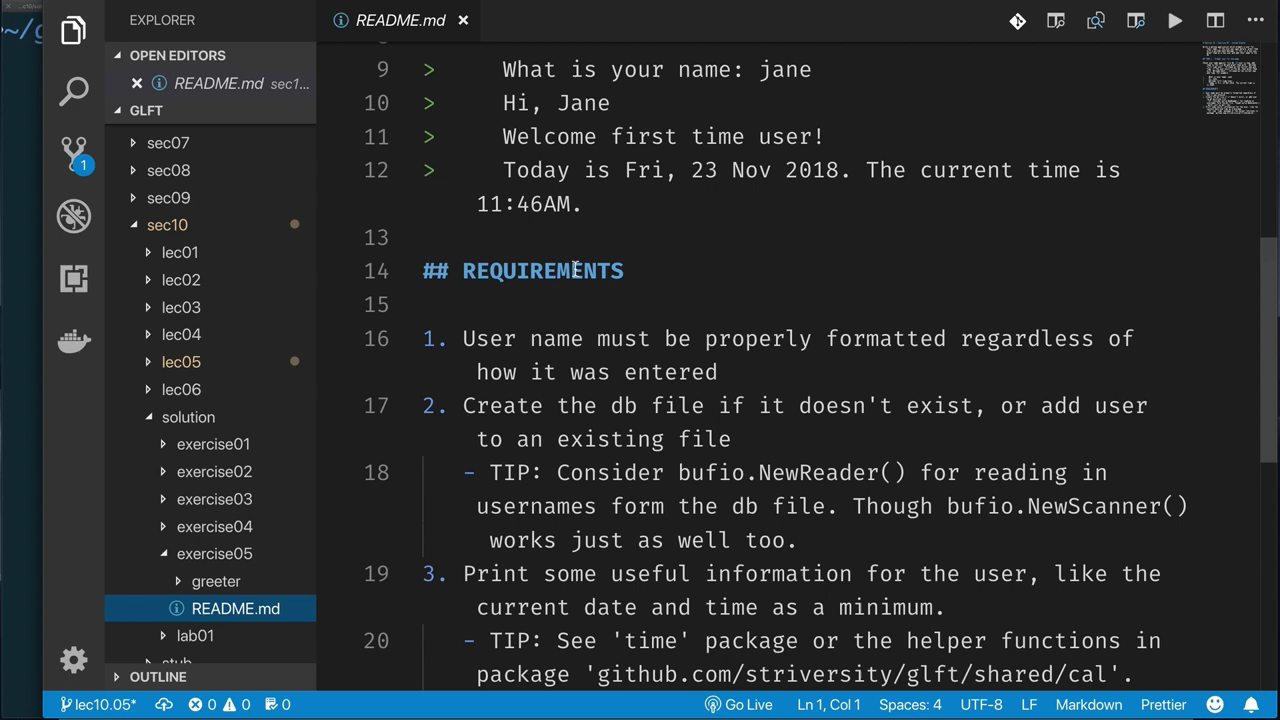 EXPLORER
README.md
OPEN EDITORS
README.md sec1...
GLFT
sec07
sec08
sec09
sec10
lec01
lec02
lec03
lec04
lec05
lec06
solution
exercise01
exercise02
exercise03
exercise04
exercise05
greeter
README.md
lab01
OUTLINE
9 > What is your name: jane
10 > Hi, Jane
11 > Welcome first time user!
12 > Today is Fri, 23 Nov 2018. The current time is
11:46AM.
13
14 ## REQUIREMENTS
15
16 1. User name must be properly formatted regardless of
how it was entered
17 2. Create the db file if it doesn't exist, or add user
to an existing file
18 - TIP: Consider bufio.NewReader() for reading in
usernames form the db file. Though bufio.NewScanner()
works just as well too.
19 3. Print some useful information for the user, like the
current date and time as a minimum.
20 - TIP: See 'time' package or the helper functions in
package 'github.com/striversity/glft/shared/cal'.
1
lec10.05* 0 0 0 Go Live Ln 1, Col 1 Spaces: 4 UTF-8 LF Markdown Prettier